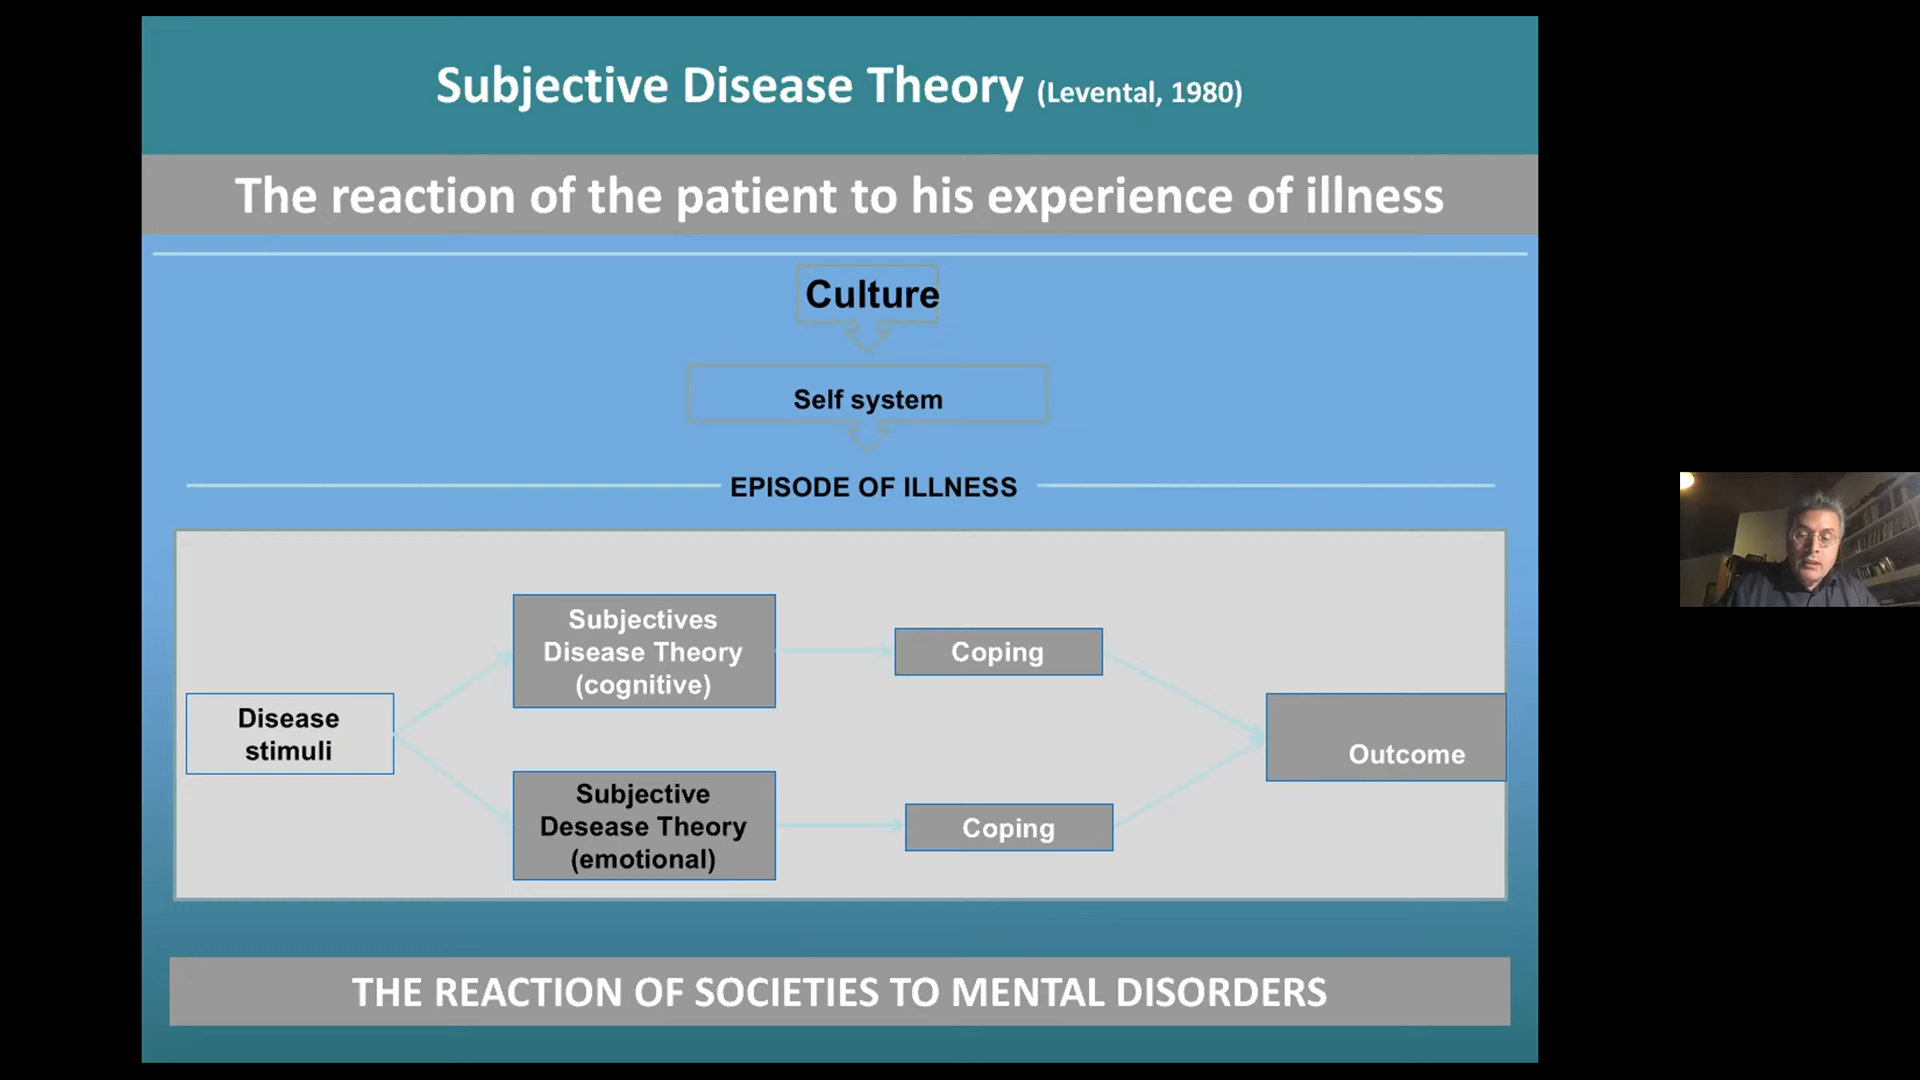 Subjective Disease Theory (Levental, 1980)
The reaction of the patient to his experience of illness
Culture
Self system
EPISODE OF ILLNESS
Disease
stimuli
Subjectives
Disease Theory
(cognitive)
Coping
Subjective
Desease Theory
(emotional)
Coping
Outcome
THE REACTION OF SOCIETIES TO MENTAL DISORDERS